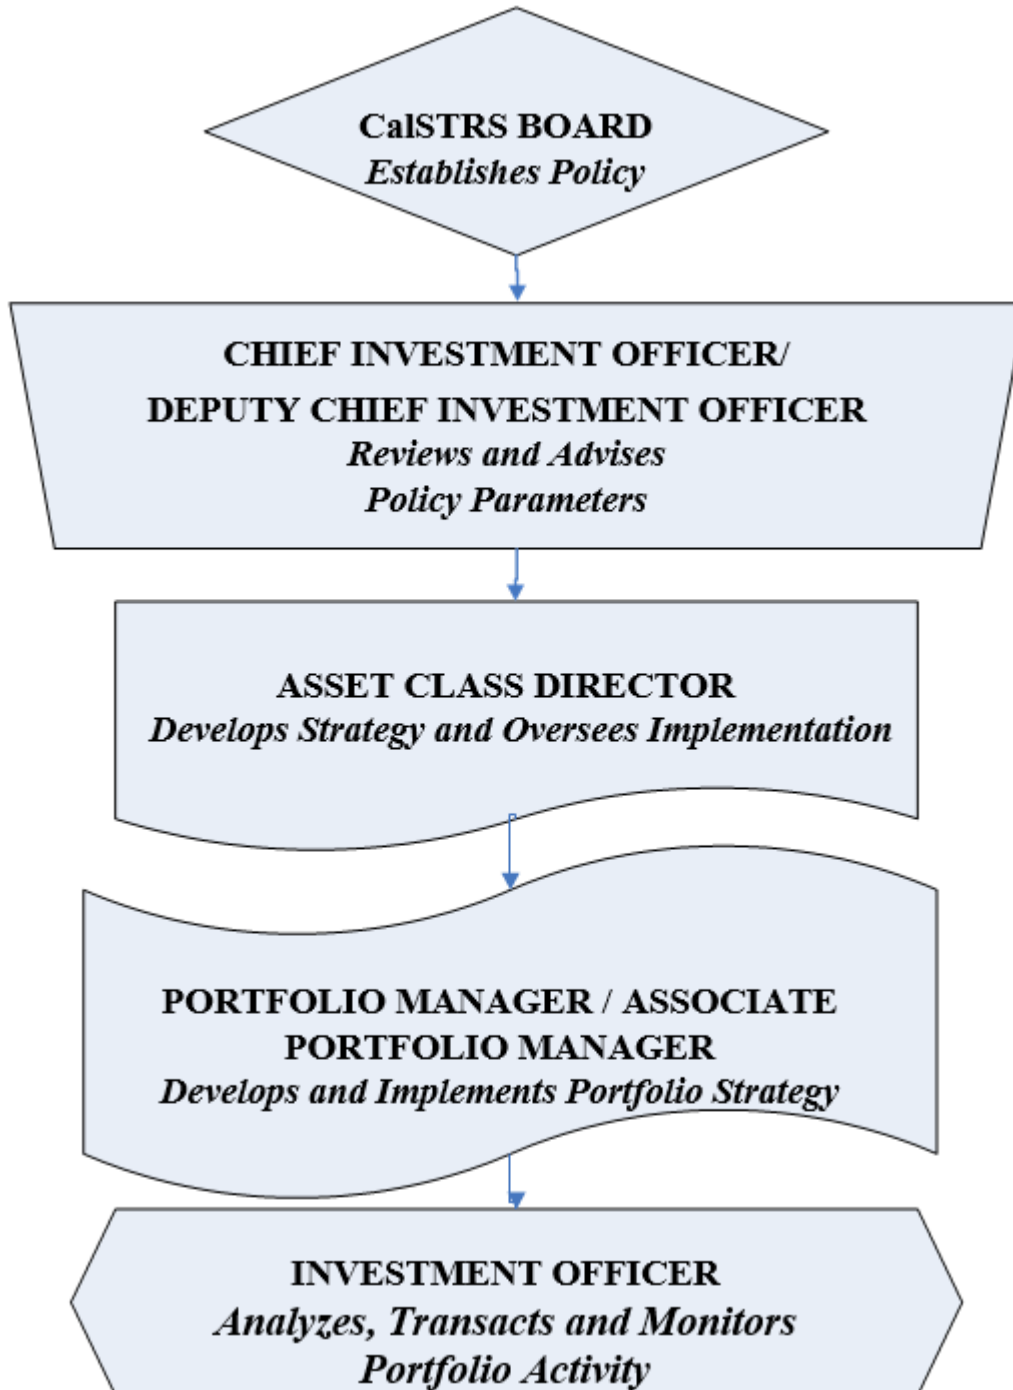 CalSTRS BOARD
Establishes Policy
CHIEF INVESTMENT OFFICER/
DEPUTY CHIEF INVESTMENT OFFICER
Reviews and Advises
Policy Parameters
ASSET CLASS DIRECTOR
Develops Strategy and Oversees Implementation
PORTFOLIO MANAGER / ASSOCIATE
PORTFOLIO MANAGER
Develops and Implements Portfolio Strategy
INVESTMENT OFFICER
Analyzes, Transacts and Monitors
Portfolio Activity